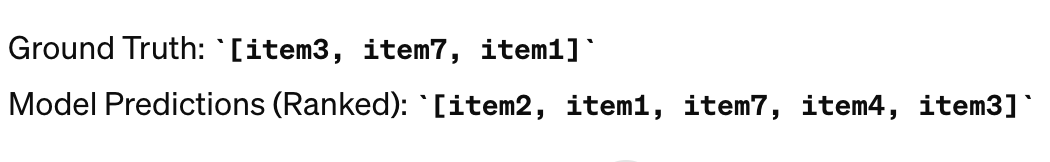 Ground Truth: `[item3, item7, item1]`
Model Predictions (Ranked): `[item2, item1, item7, item4, item3]`